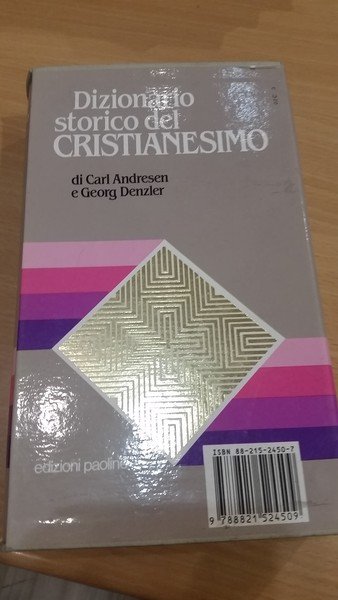 Dizionario
storico del
CRISTIANESIMO
di Carl Andresen
e Georg Denzler
edizioni paoline
ISBN 88-215-2450-7
9 788821 524509